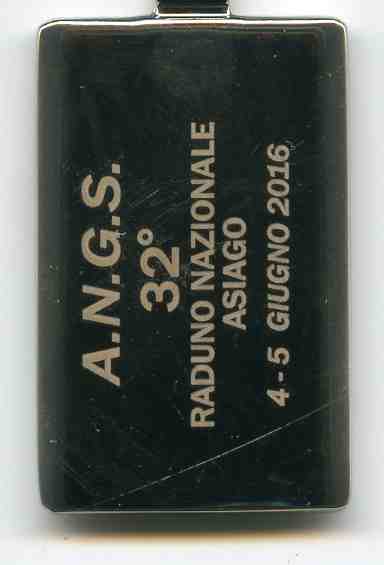 A.N.G.S.
32°
RADUNO NAZIONALE
ASIAGO
4-5 GIUGNO 2016